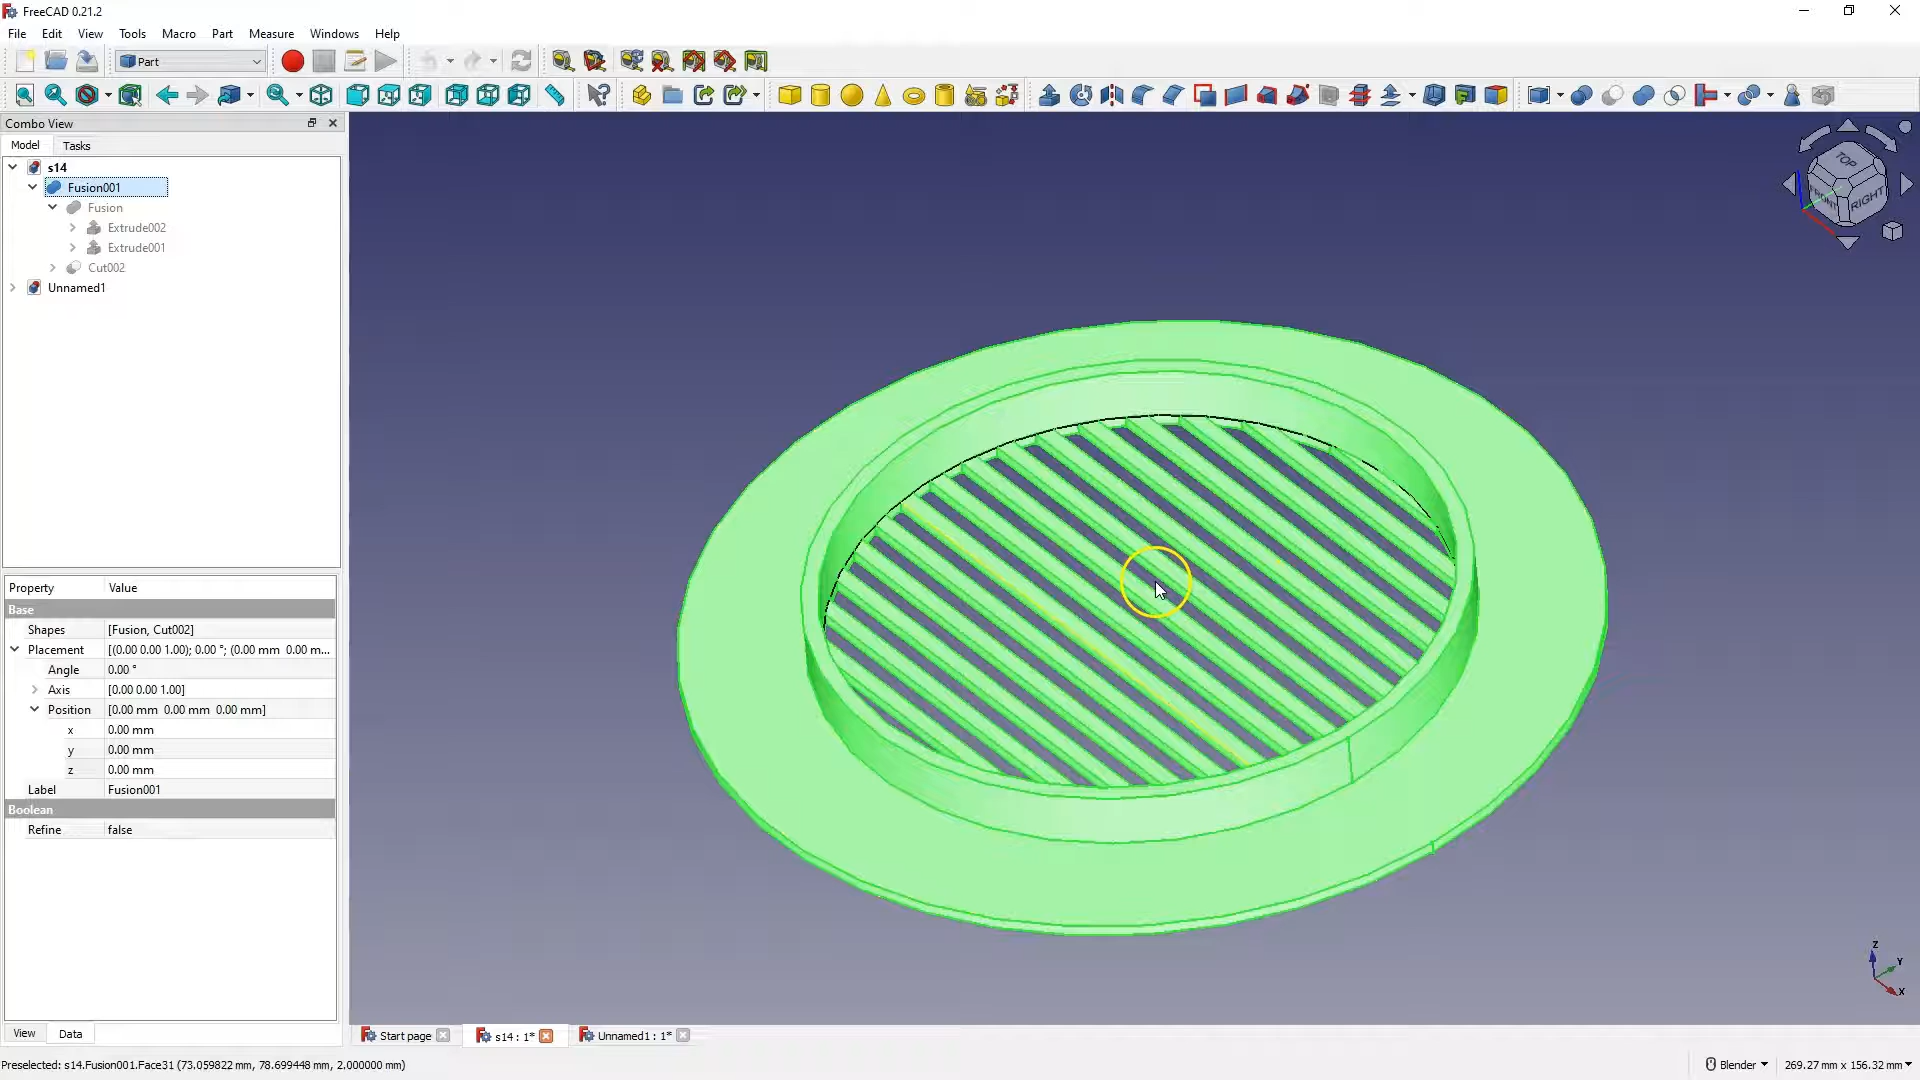 FreeCAD 0.21.2
File Edit View Tools Macro Part Measure Windows Help
Part
Combo View
Model Tasks
s14
Fusion001
Fusion
Extrude002
Extrude001
Cut002
Unnamed1
Property Value
Base
Shapes [Fusion, Cut002]
Placement [(0.00 0.00 1.00); 0.00 °; (0.00 mm 0.00 m...
Angle 0.00 °
Axis [0.00 0.00 1.00]
Position [0.00 mm 0.00 mm 0.00 mm]
x 0.00 mm
y 0.00 mm
z 0.00 mm
Label Fusion001
Boolean
Refine false
View Data
TOP
FRONT RIGHT
Z
Y
X
Start page s14 : 1* Unnamed1 : 1*
Preselected: s14.Fusion001.Face31 (73.059822 mm, 78.699448 mm, 2.000000 mm)
Blender 269.27 mm x 156.32 mm